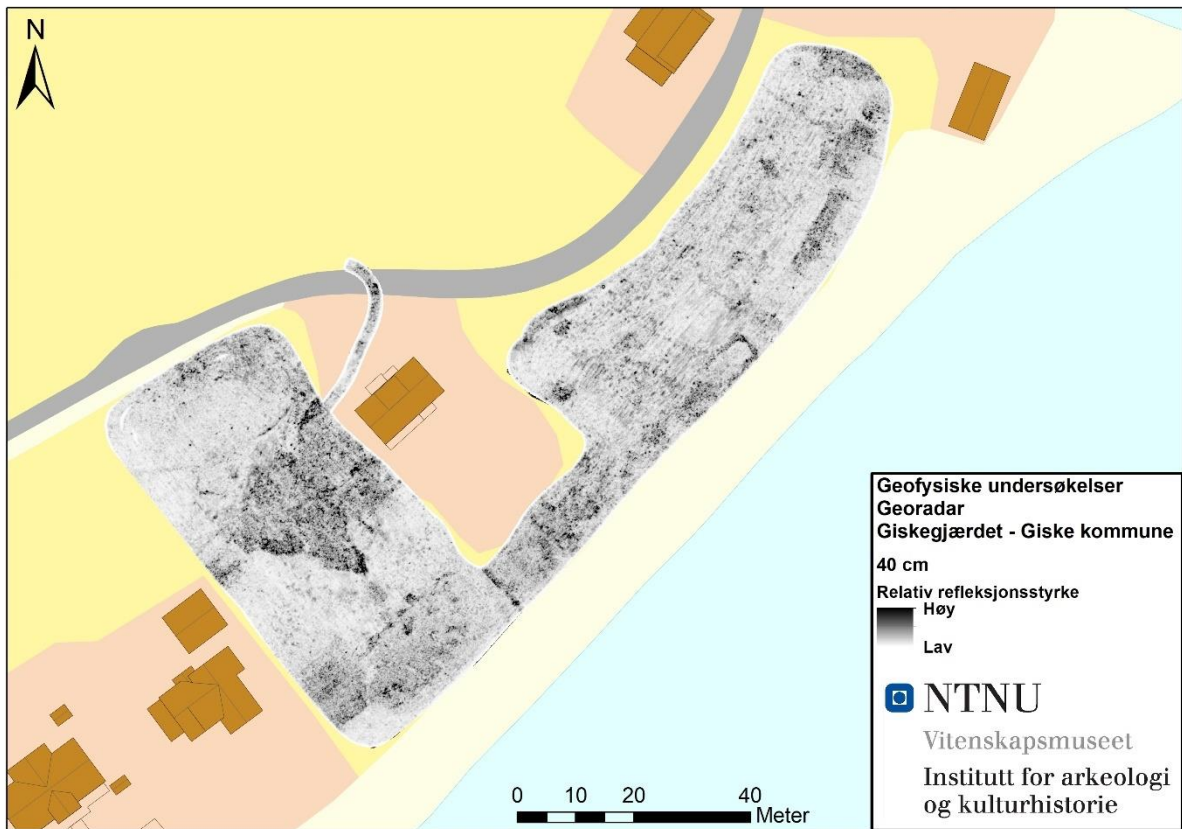 N
Geofysiske undersøkelser
Georadar
Giskegjærdet - Giske kommune
40 cm
Relativ refleksjonsstyrke
Høy
Lav
NTNU
Vitenskapsmuseet
Institutt for arkeologi
og kulturhistorie
0 10 20 40
Meter